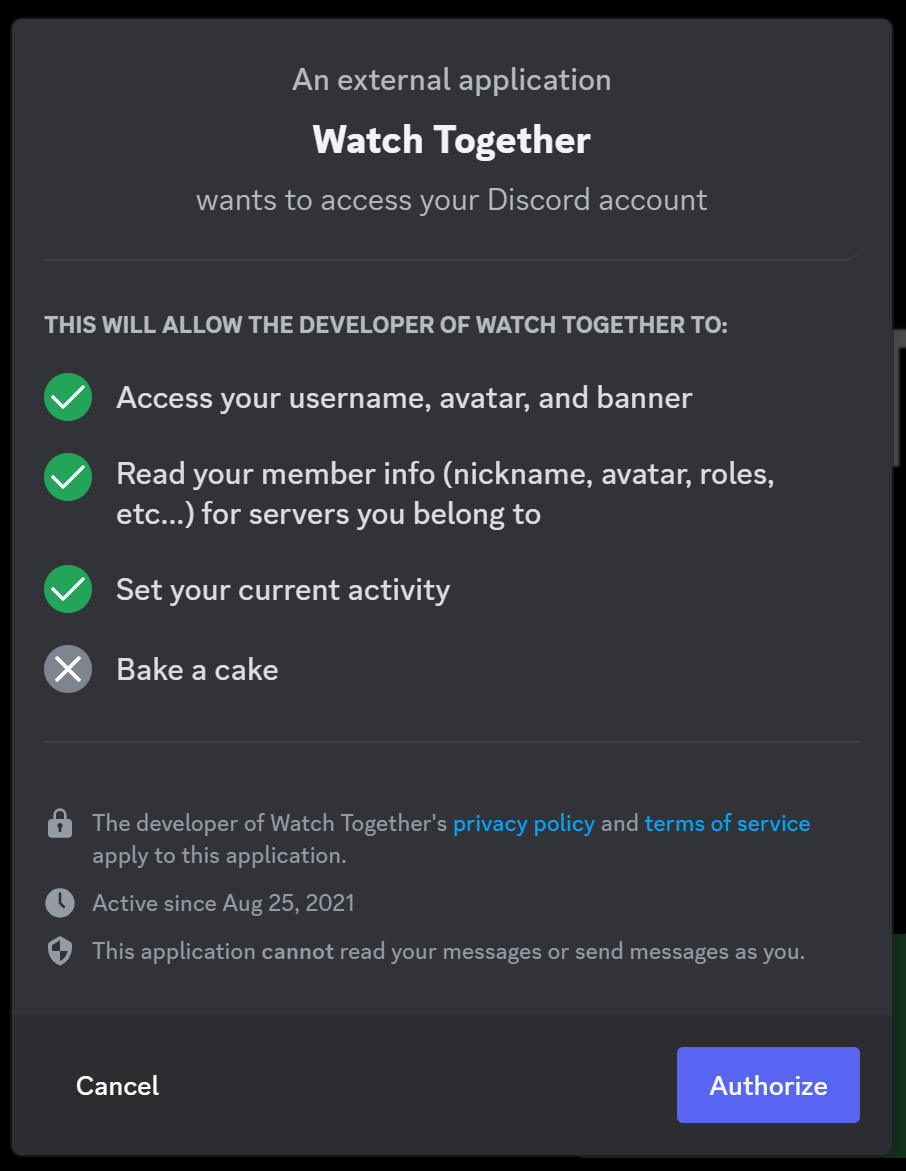 An external application
Watch Together
wants to access your Discord account
THIS WILL ALLOW THE DEVELOPER OF WATCH TOGETHER TO:
Access your username, avatar, and banner
Read your member info (nickname, avatar, roles,
etc...) for servers you belong to
Set your current activity
Bake a cake
The developer of Watch Together's privacy policy and terms of service
apply to this application.
Active since Aug 25, 2021
This application cannot read your messages or send messages as you.
Cancel
Authorize